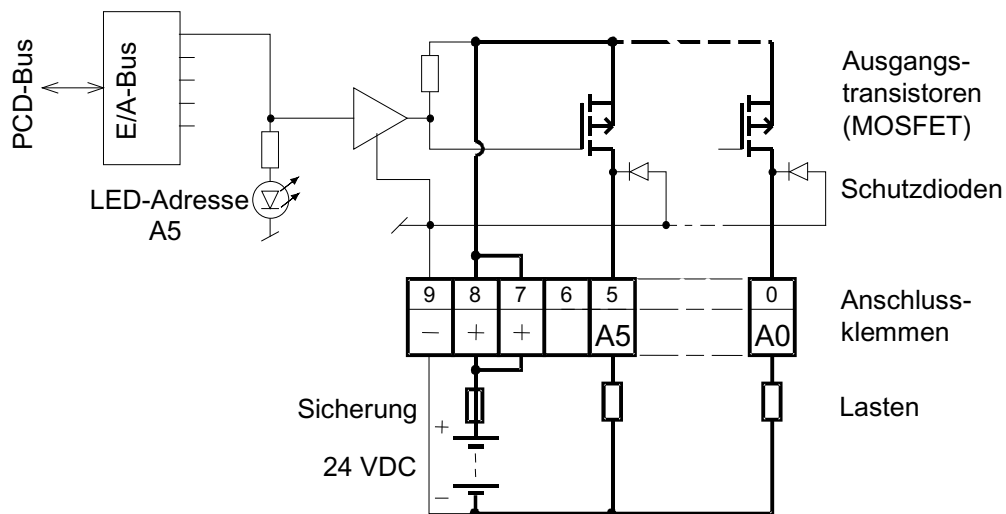 PCD-Bus
E/A-Bus
LED-Adresse
A5
Ausgangs-
transistoren
(MOSFET)
Schutzdioden
9 8 7 6 5 0
− + + A5 A0
Anschluss-
klemmen
Sicherung
Lasten
+
24 VDC
−